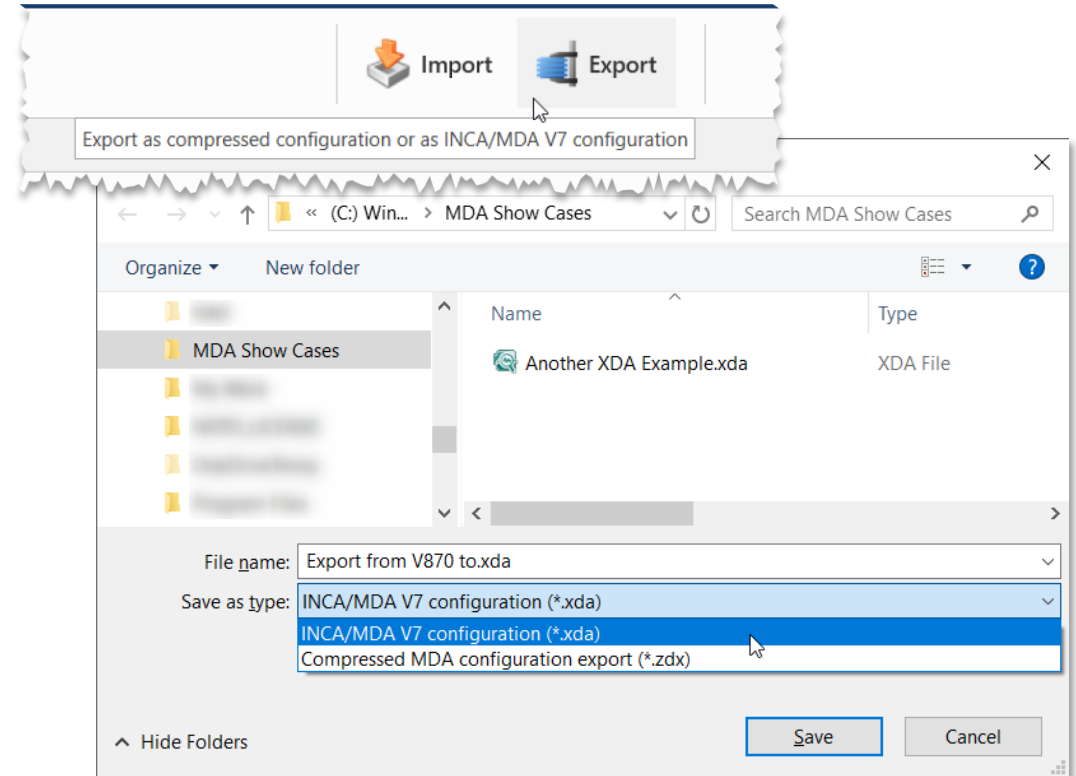 Import
Export
Export as compressed configuration or as INCA/MDA V7 configuration
« (C:) Win... > MDA Show Cases
Search MDA Show Cases
Organize
New folder
?
Name
Type
MDA Show Cases
Another XDA Example.xda
XDA File
File name: Export from V870 to.xda
Save as type: INCA/MDA V7 configuration (*.xda)
INCA/MDA V7 configuration (*.xda)
Compressed MDA configuration export (*.zdx)
Hide Folders
Save
Cancel